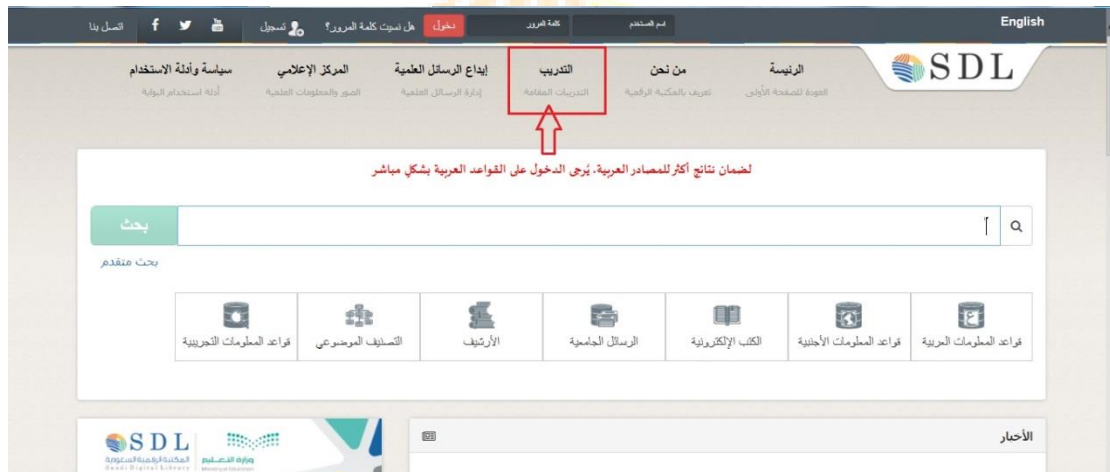 English
اسم المستخدم
كلمة المرور
دخول
هل نسيت كلمة المرور؟
تسجيل
اتصل بنا
SDL
الرئيسة
العودة للصفحة الأولى
من نحن
تعريف بالمكتبة الرقمية
التدريب
التدريبات المقامة
إيداع الرسائل العلمية
إدارة الرسائل العلمية
المركز الإعلامي
الصور والمعلومات العلمية
سياسة وأدلة الاستخدام
أدلة استخدام البوابة
لضمان نتائج أكثر للمصادر العربية، يُرجى الدخول على القواعد العربية بشكلٍ مباشر
بحث
بحث متقدم
قواعد المعلومات العربية
قواعد المعلومات الأجنبية
الكتب الإلكترونية
الرسائل الجامعية
الأرشيف
التصنيف الموضوعي
قواعد المعلومات التجريبية
الأخبار
وزارة التعليم
Ministry of Education
SDL
المكتبة الرقمية السعودية
Saudi Digital Library